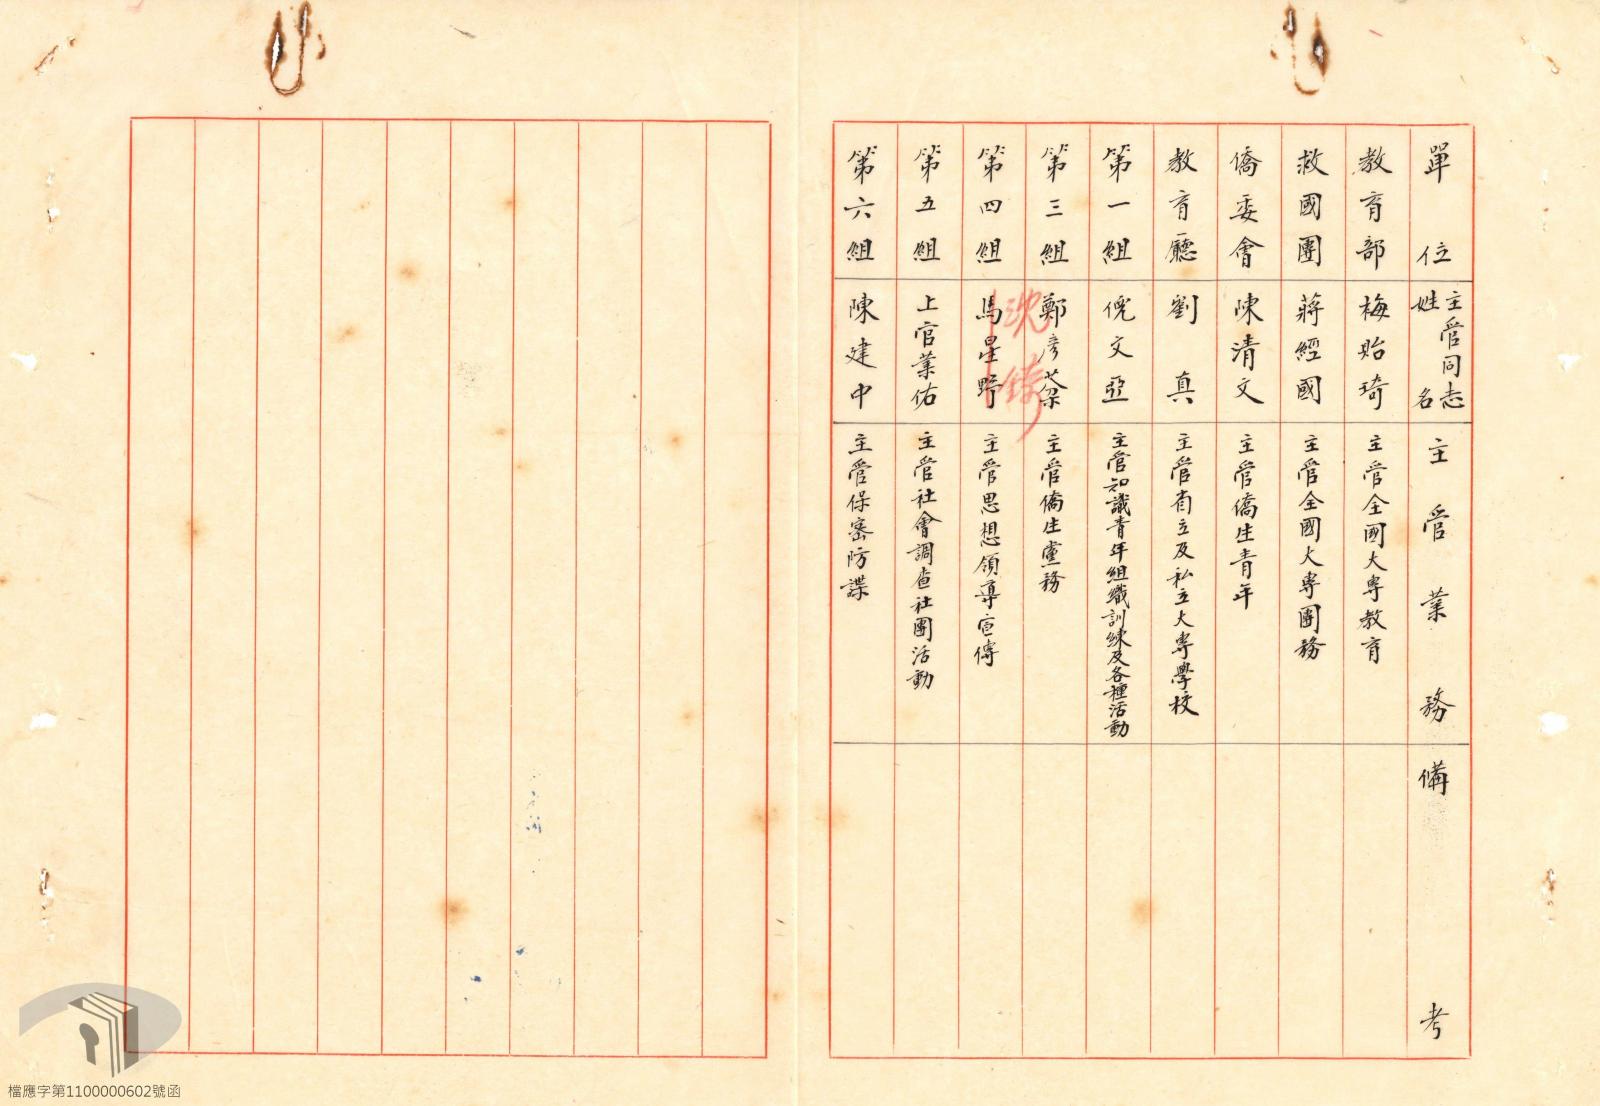 單位 主管同志姓名 主管業務 備考
教育部 梅貽琦 主管全國大專教育
救國團 蔣經國 主管全國大專團務
僑委會 陳清文 主管僑生青年
教育廳 劉真 主管省立及私立大專學校
第一組 倪文亞 主管知識青年組織訓練及各種活動
第三組 鄭彥棻 主管僑生黨務
第四組 馬星野 沈錡 主管思想領導宣傳
第五組 上官業佑 主管社會調查社團活動
第六組 陳建中 主管保密防諜
檔應字第1100000602號函